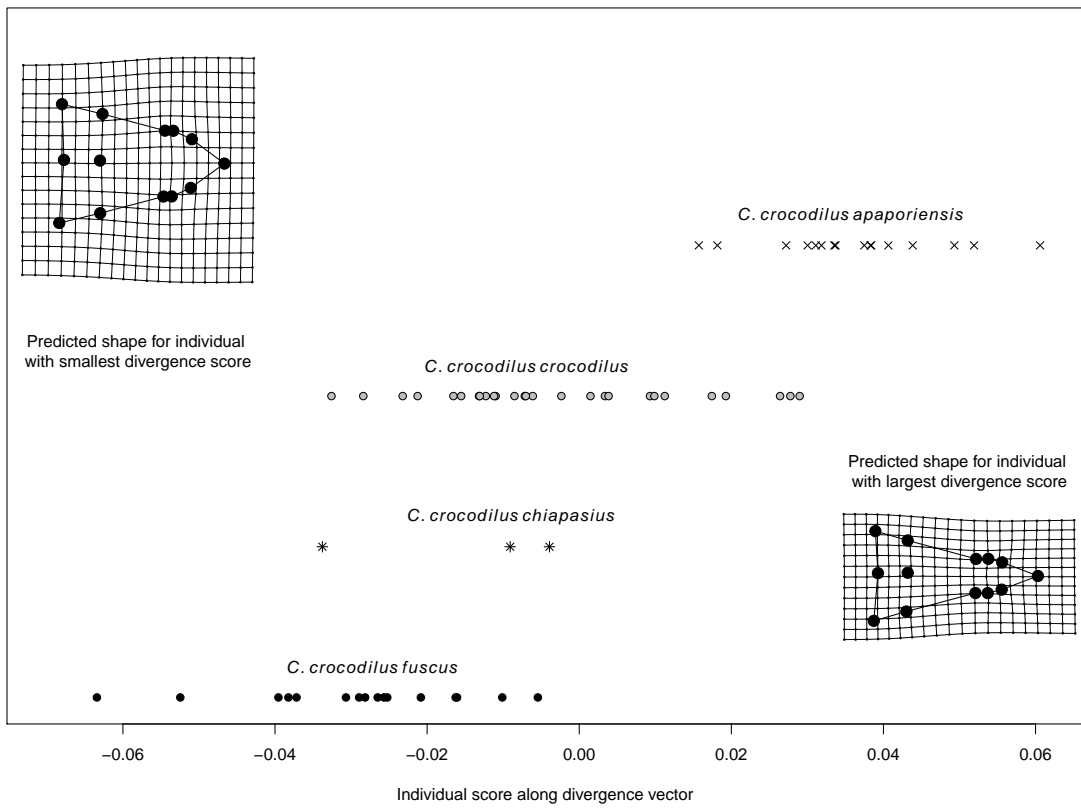 C. crocodilus apaporiensis
Predicted shape for individual
with smallest divergence score
C. crocodilus crocodilus
Predicted shape for individual
with largest divergence score
C. crocodilus chiapasius
C. crocodilus fuscus
−0.06 −0.04 −0.02 0.00 0.02 0.04 0.06
Individual score along divergence vector